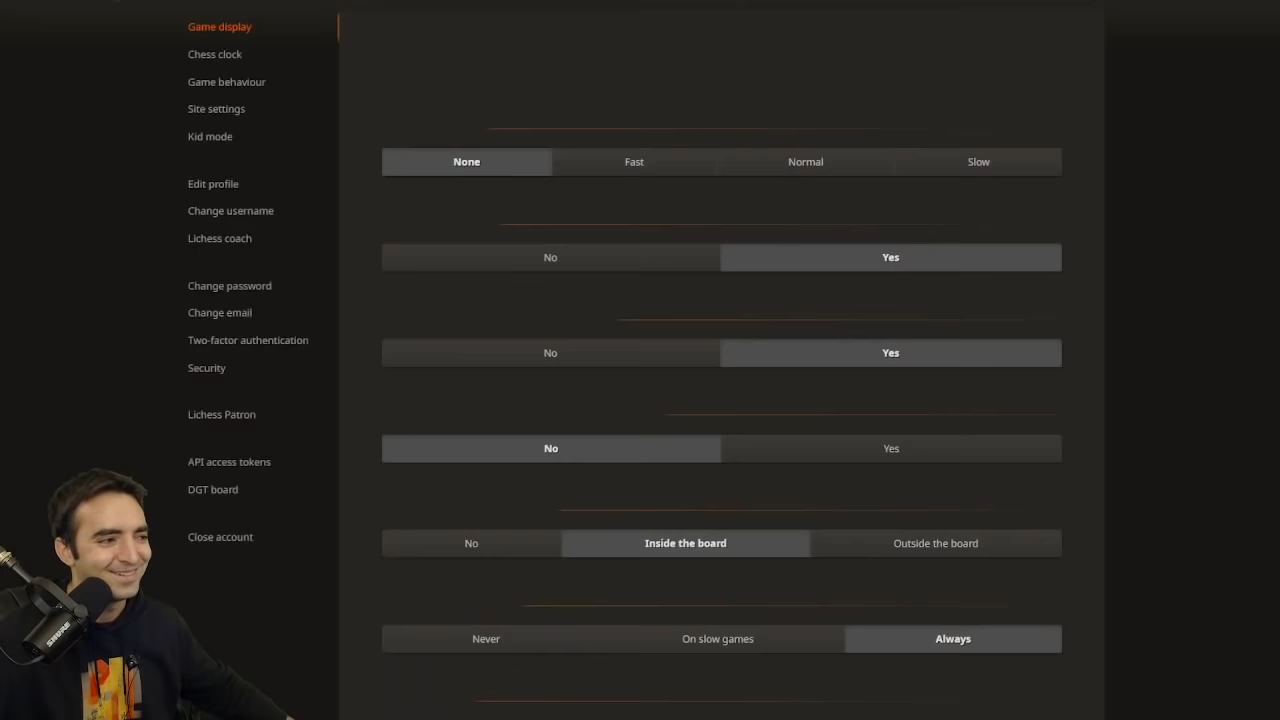 Game display
Chess clock
Game behaviour
Site settings
Kid mode
Edit profile
Change username
Lichess coach
Change password
Change email
Two-factor authentication
Security
Lichess Patron
API access tokens
DGT board
Close account
None Fast Normal Slow
No Yes
No Yes
No Yes
No Inside the board Outside the board
Never On slow games Always
SHURE